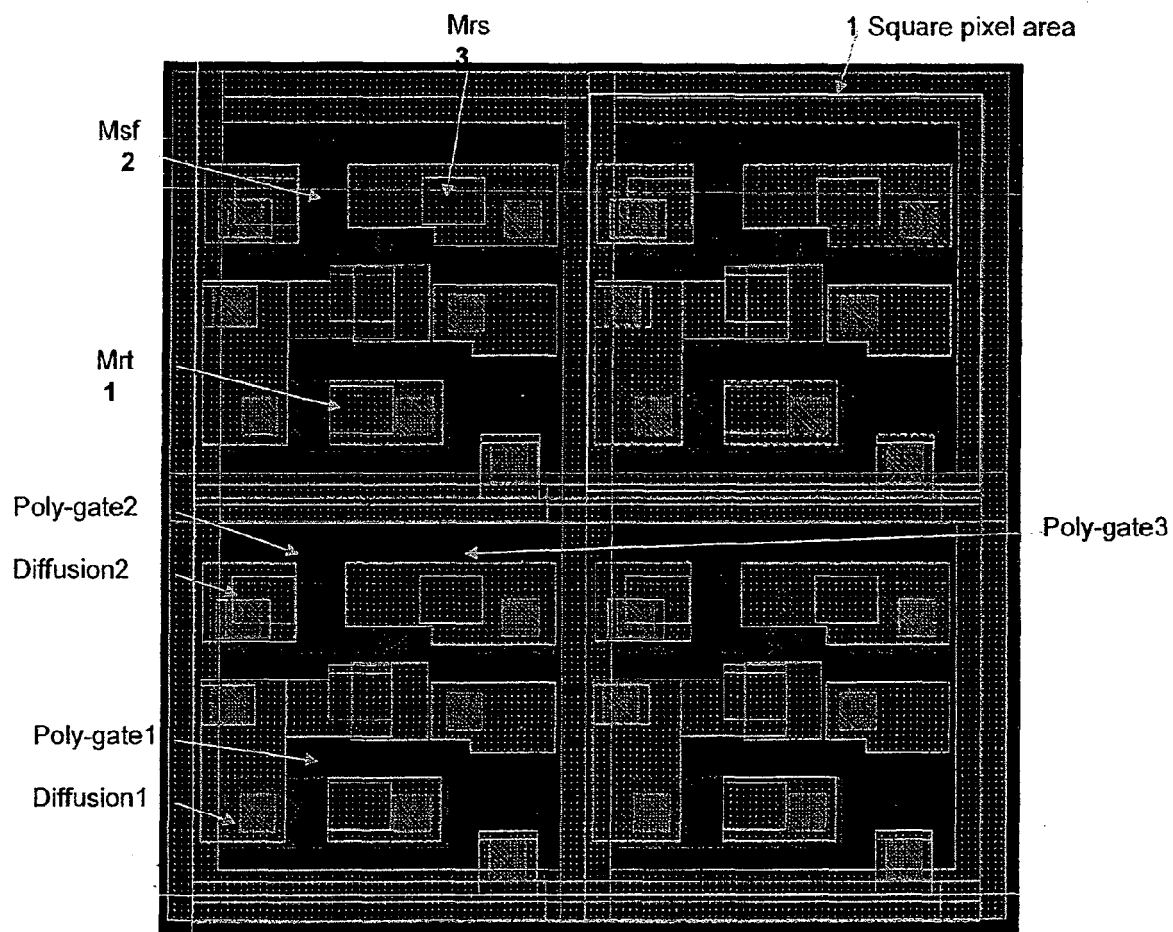 Mrs
3
1 Square pixel area
Msf
2
Mrt
1
Poly-gate2
Poly-gate3
Diffusion2
Poly-gate1
Diffusion1